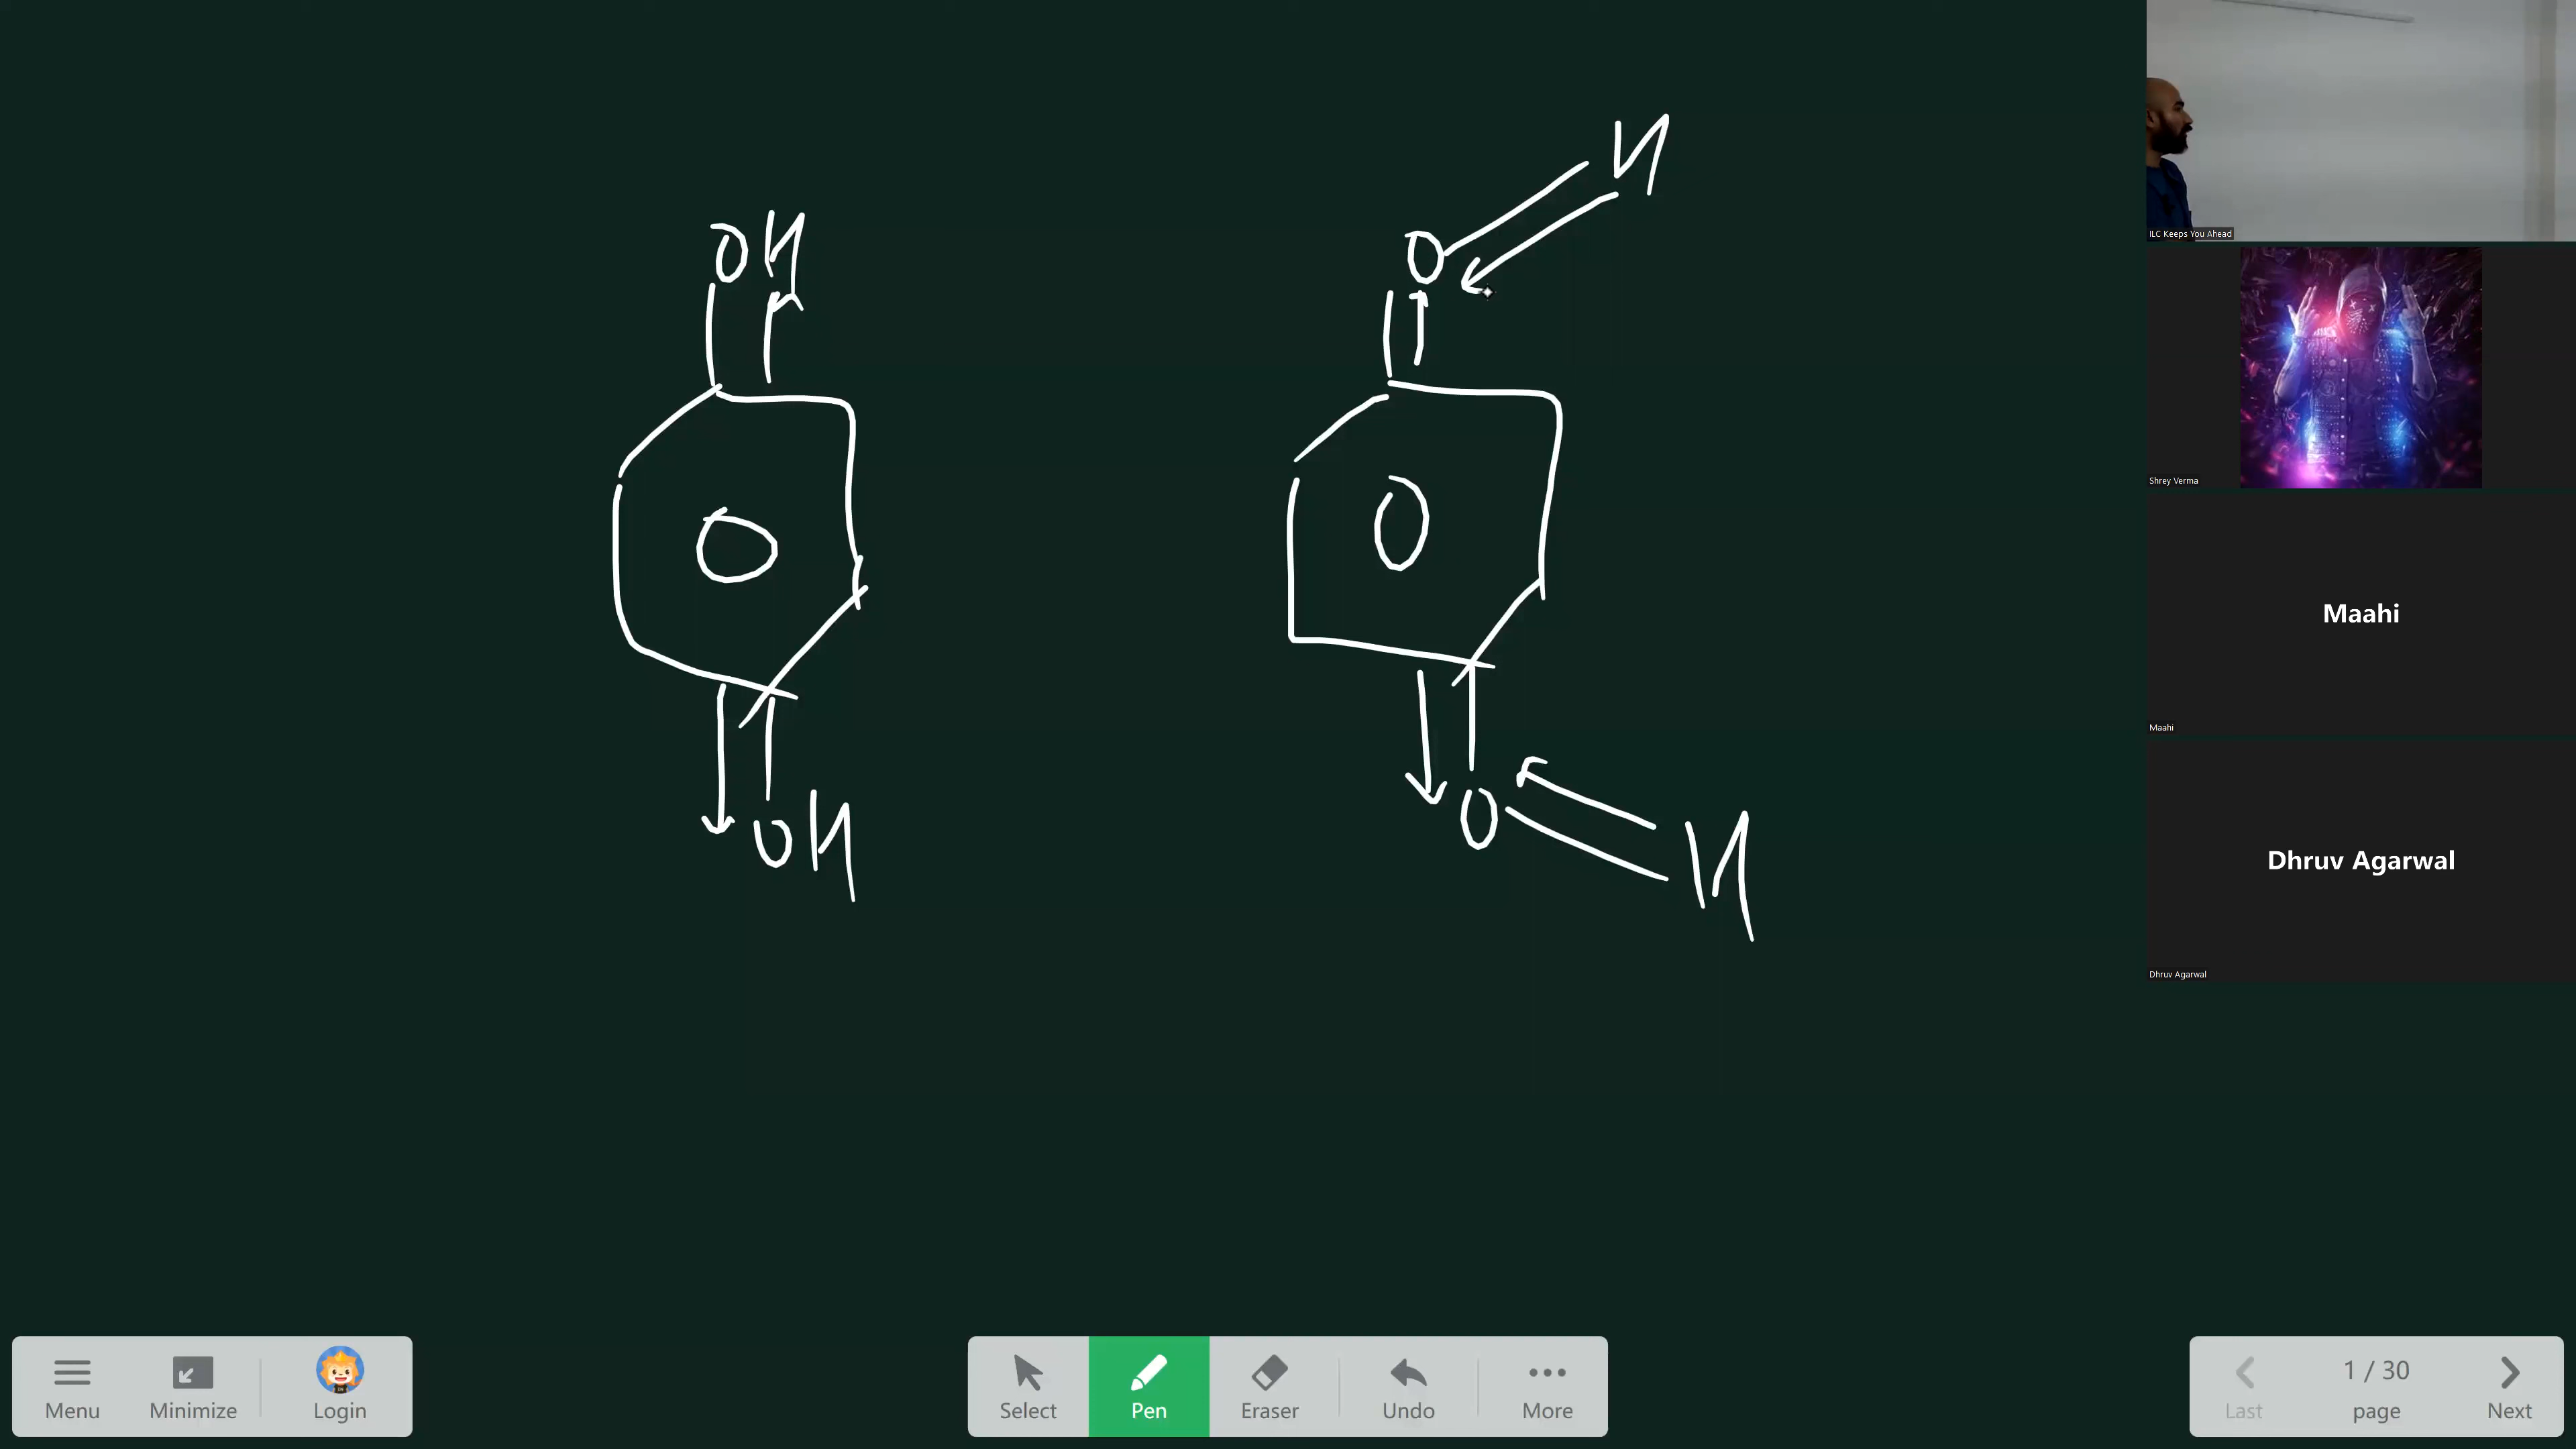 H
OH
O
ILC Keeps You Ahead
Shrey Verma
O
O
Maahi
Maahi
O
OH
H
Dhruv Agarwal
Dhruv Agarwal
Menu
Minimize
Login
Select
Pen
Eraser
Undo
More
Last
1 / 30
page
Next